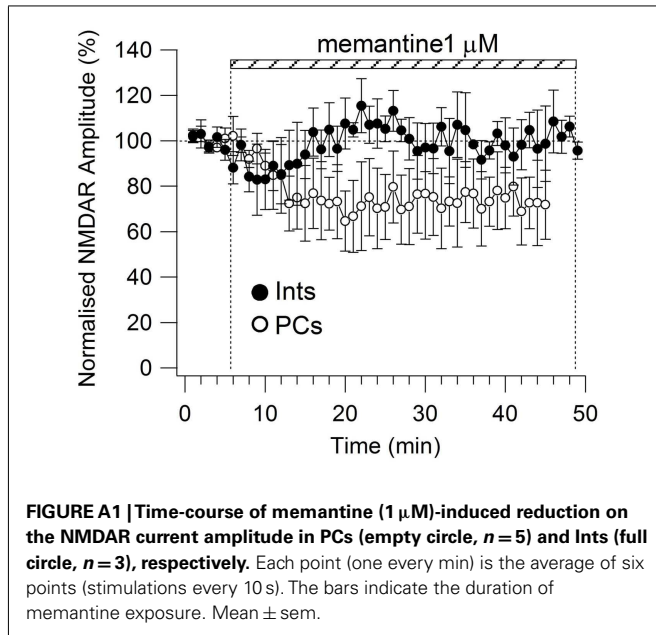 memantine1 μM
140
120
100
80
60
40
20
0
Normalised NMDAR Amplitude (%)
Ints
PCs
0 10 20 30 40 50
Time (min)
FIGURE A1 | Time-course of memantine (1 μM)-induced reduction on
the NMDAR current amplitude in PCs (empty circle, n = 5) and Ints (full
circle, n = 3), respectively. Each point (one every min) is the average of six
points (stimulations every 10 s). The bars indicate the duration of
memantine exposure. Mean ± sem.